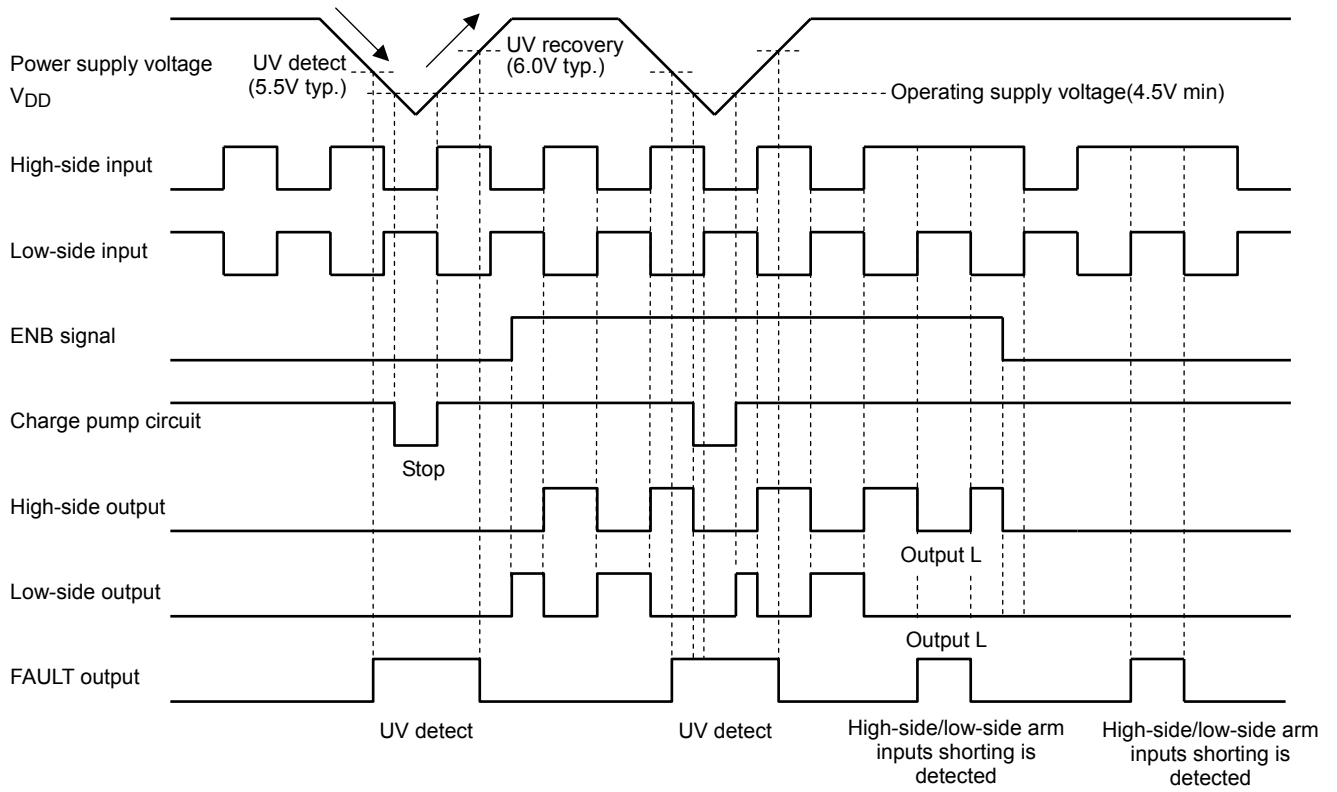 Power supply voltage
VDD
UV detect
(5.5V typ.)
UV recovery
(6.0V typ.)
Operating supply voltage(4.5V min)
High-side input
Low-side input
ENB signal
Charge pump circuit
Stop
High-side output
Output L
Low-side output
Output L
FAULT output
UV detect
UV detect
High-side/low-side arm
inputs shorting is
detected
High-side/low-side arm
inputs shorting is
detected